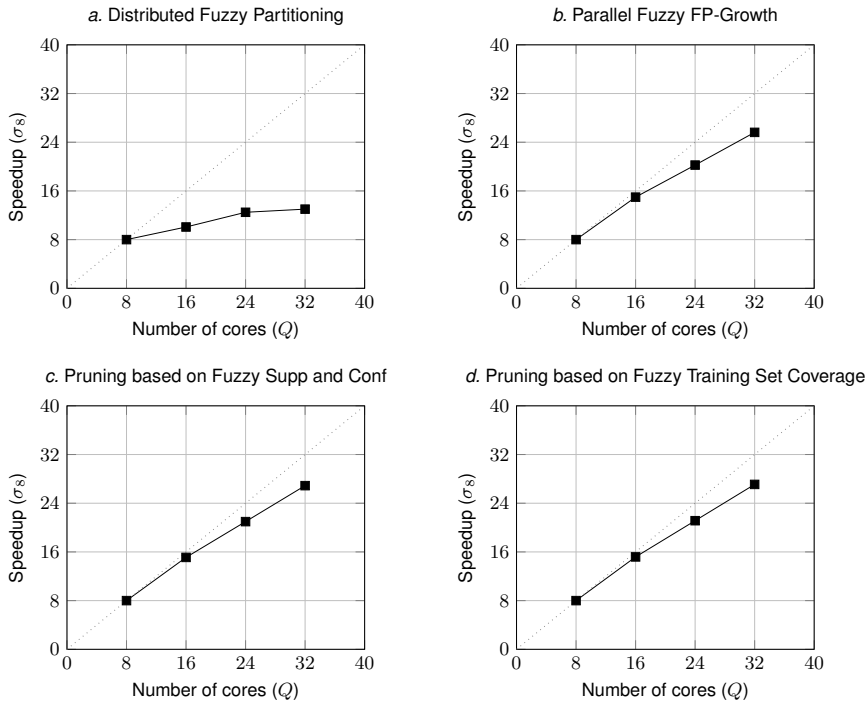 a. Distributed Fuzzy Partitioning
40
32
24
16
8
0
Speedup (σ8)
0 8 16 24 32 40
Number of cores (Q)
b. Parallel Fuzzy FP-Growth
40
32
24
16
8
0
Speedup (σ8)
0 8 16 24 32 40
Number of cores (Q)
c. Pruning based on Fuzzy Supp and Conf
40
32
24
16
8
0
Speedup (σ8)
0 8 16 24 32 40
Number of cores (Q)
d. Pruning based on Fuzzy Training Set Coverage
40
32
24
16
8
0
Speedup (σ8)
0 8 16 24 32 40
Number of cores (Q)